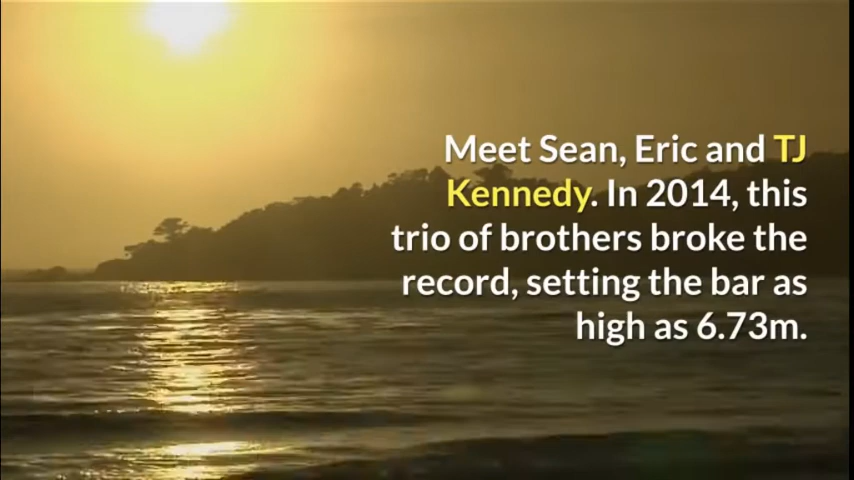 Meet Sean, Eric and TJ
Kennedy. In 2014, this
trio of brothers broke the
record, setting the bar as
high as 6.73m.